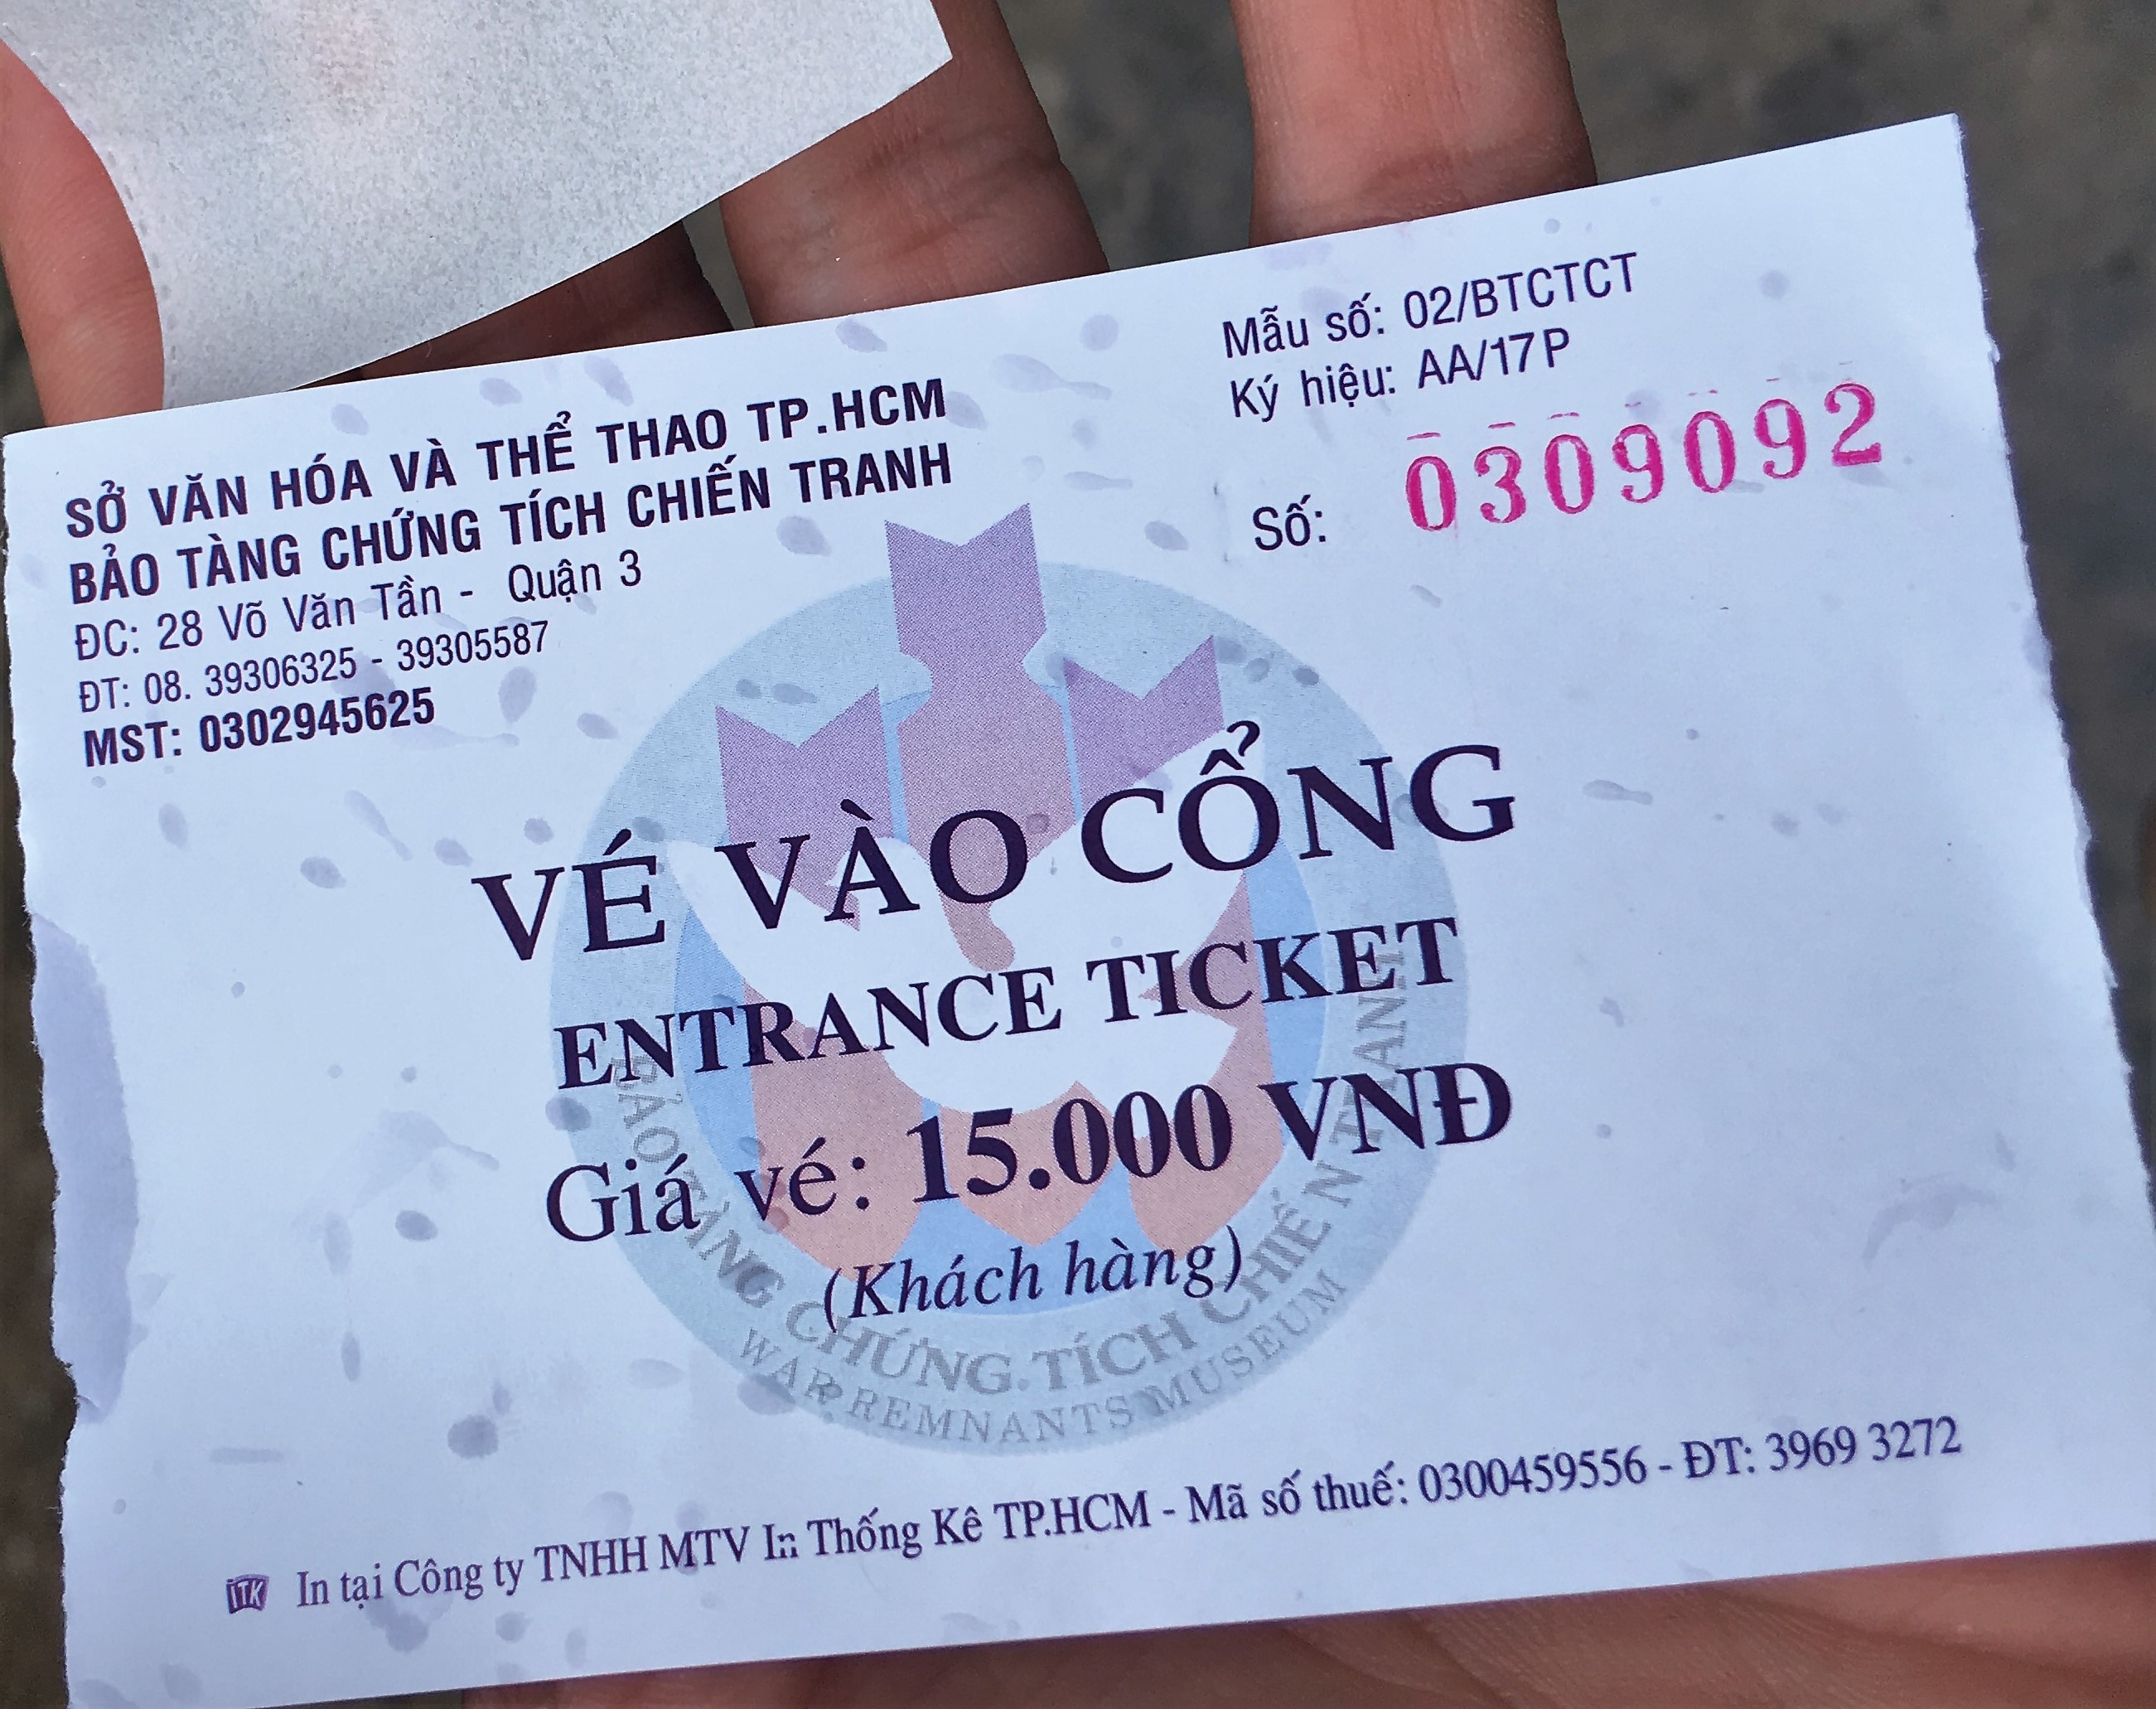 SỞ VĂN HÓA VÀ THỂ THAO TP.HCM
BẢO TÀNG CHỨNG TÍCH CHIẾN TRANH
ĐC: 28 Võ Văn Tần - Quận 3
ĐT: 08. 39306325 - 39305587
MST: 0302945625
Mẫu số: 02/BTCTCT
Ký hiệu: AA/17P
Số: 0309092
VÉ VÀO CỔNG
ENTRANCE TICKET
Giá vé: 15.000 VNĐ
(Khách hàng)
BẢO TÀNG CHỨNG TÍCH CHIẾN TRANH
WAR REMNANTS MUSEUM
ITK In tại Công ty TNHH MTV In Thống Kê TP.HCM - Mã số thuế: 0300459556 - ĐT: 3969 3272